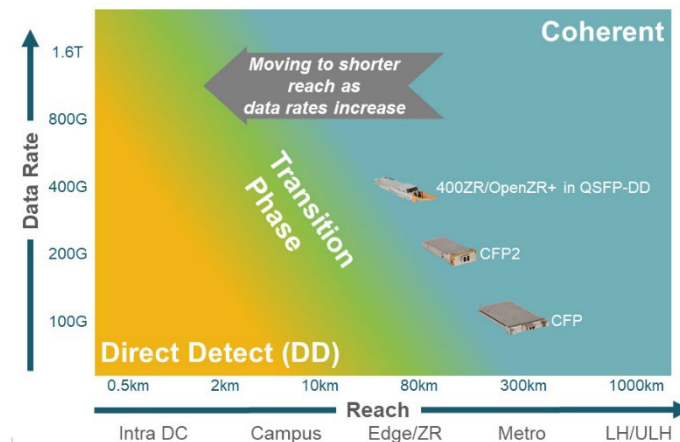 Coherent
1.6T
Moving to shorter
reach as
data rates increase
800G
Transition
Phase
Data Rate
400G
400ZR/OpenZR+ in QSFP-DD
200G
CFP2
100G
CFP
Direct Detect (DD)
0.5km 2km 10km 80km 300km 1000km
Reach
Intra DC Campus Edge/ZR Metro LH/ULH